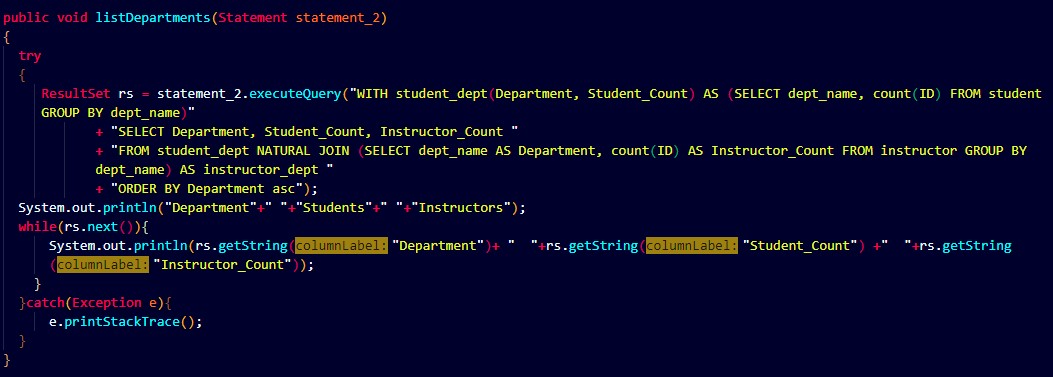 public void listDepartments(Statement statement_2)
{
try
{
ResultSet rs = statement_2.executeQuery("WITH student_dept(Department, Student_Count) AS (SELECT dept_name, count(ID) FROM student
GROUP BY dept_name)"
+ "SELECT Department, Student_Count, Instructor_Count "
+ "FROM student_dept NATURAL JOIN (SELECT dept_name AS Department, count(ID) AS Instructor_Count FROM instructor GROUP BY
dept_name) AS instructor_dept "
+ "ORDER BY Department asc");
System.out.println("Department"+" "+"Students"+" "+"Instructors");
while(rs.next()){
System.out.println(rs.getString(columnLabel: "Department")+ "  "+rs.getString(columnLabel: "Student_Count") +"  "+rs.getString
(columnLabel: "Instructor_Count"));
}
}catch(Exception e){
e.printStackTrace();
}
}